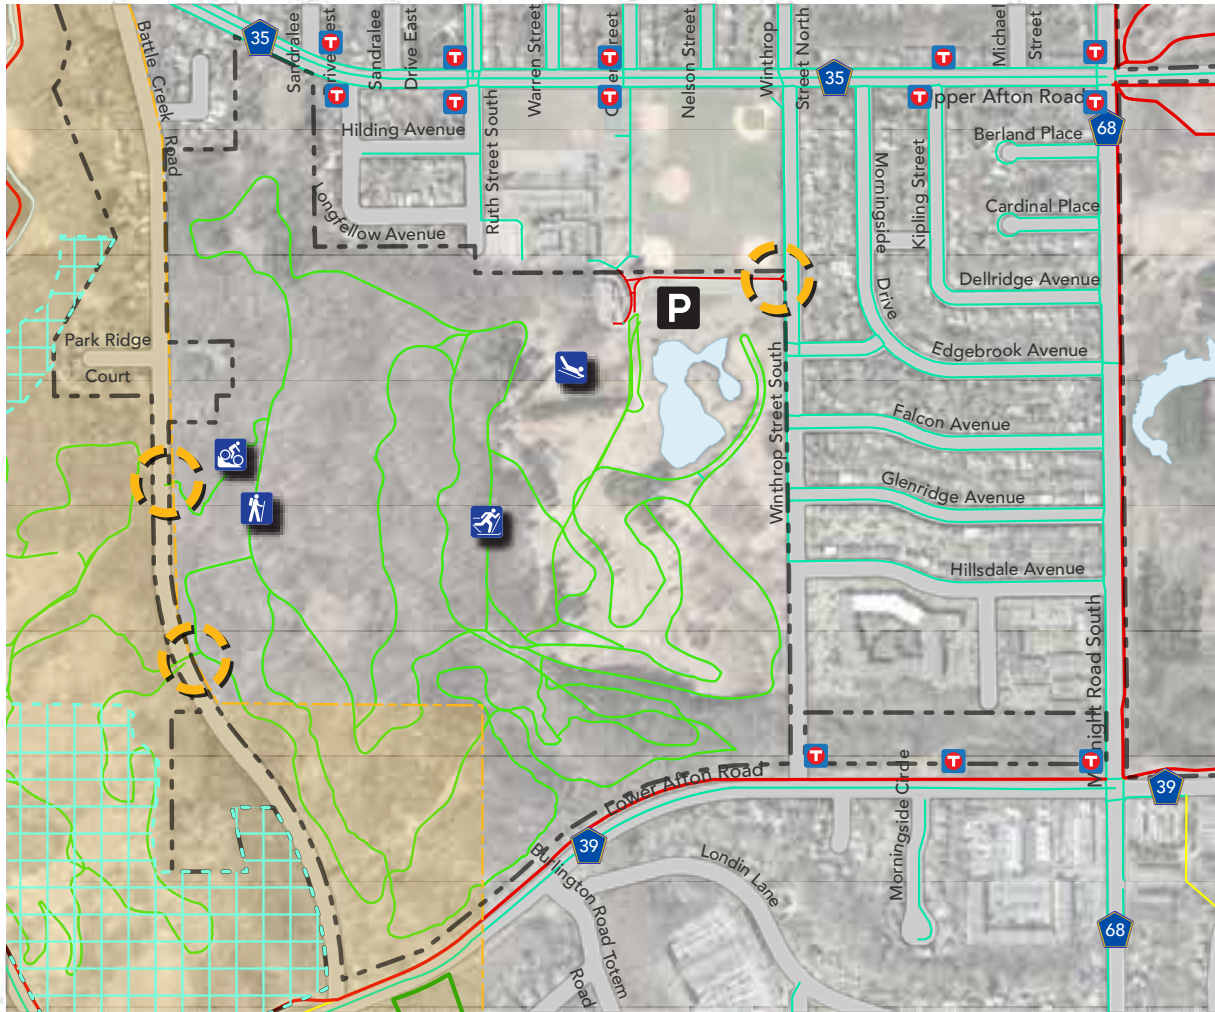 Battle Creek Road
35
Sandralee
Drive West
Sandralee
Drive East
Warren Street
Street
Nelson Street
Winthrop
Street North
Michael
Street
T
T
T
T
T
T
T
T
T
T
35
Upper Afton Road
68
Hilding Avenue
Ruth Street South
Longfellow Avenue
Morningside
Drive
Kipling Street
Berland Place
Cardinal Place
Dellridge Avenue
P
Park Ridge
Court
Edgebrook Avenue
Winthrop Street South
Falcon Avenue
Glenridge Avenue
Hillsdale Avenue
McKnight Road South
T
T
T
Lower Afton Road
39
39
Morningside Circle
Burlington Road
Totem
Road
Londin Lane
68